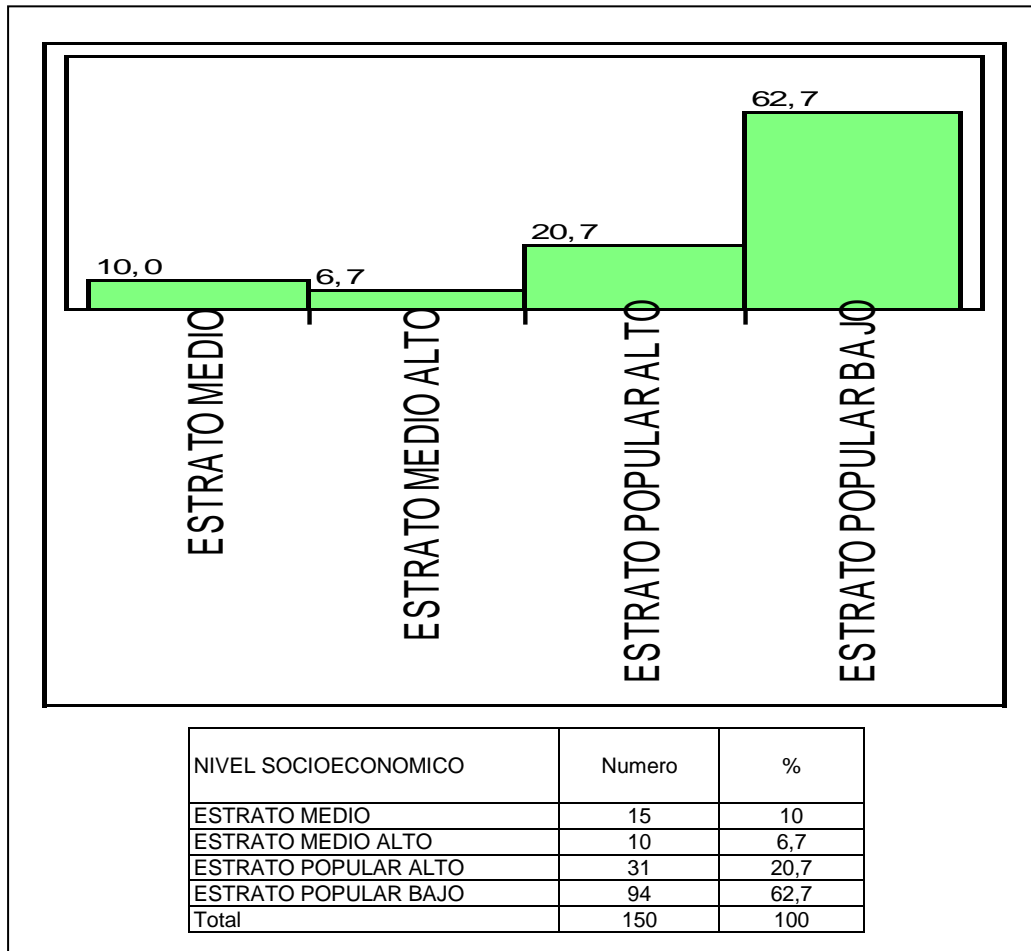 62,7
20,7
10,0
6,7
ESTRATO MEDIO
ESTRATO MEDIO ALTO
ESTRATO POPULAR ALTO
ESTRATO POPULAR BAJO
NIVEL SOCIOECONOMICO Numero %
ESTRATO MEDIO 15 10
ESTRATO MEDIO ALTO 10 6,7
ESTRATO POPULAR ALTO 31 20,7
ESTRATO POPULAR BAJO 94 62,7
Total 150 100